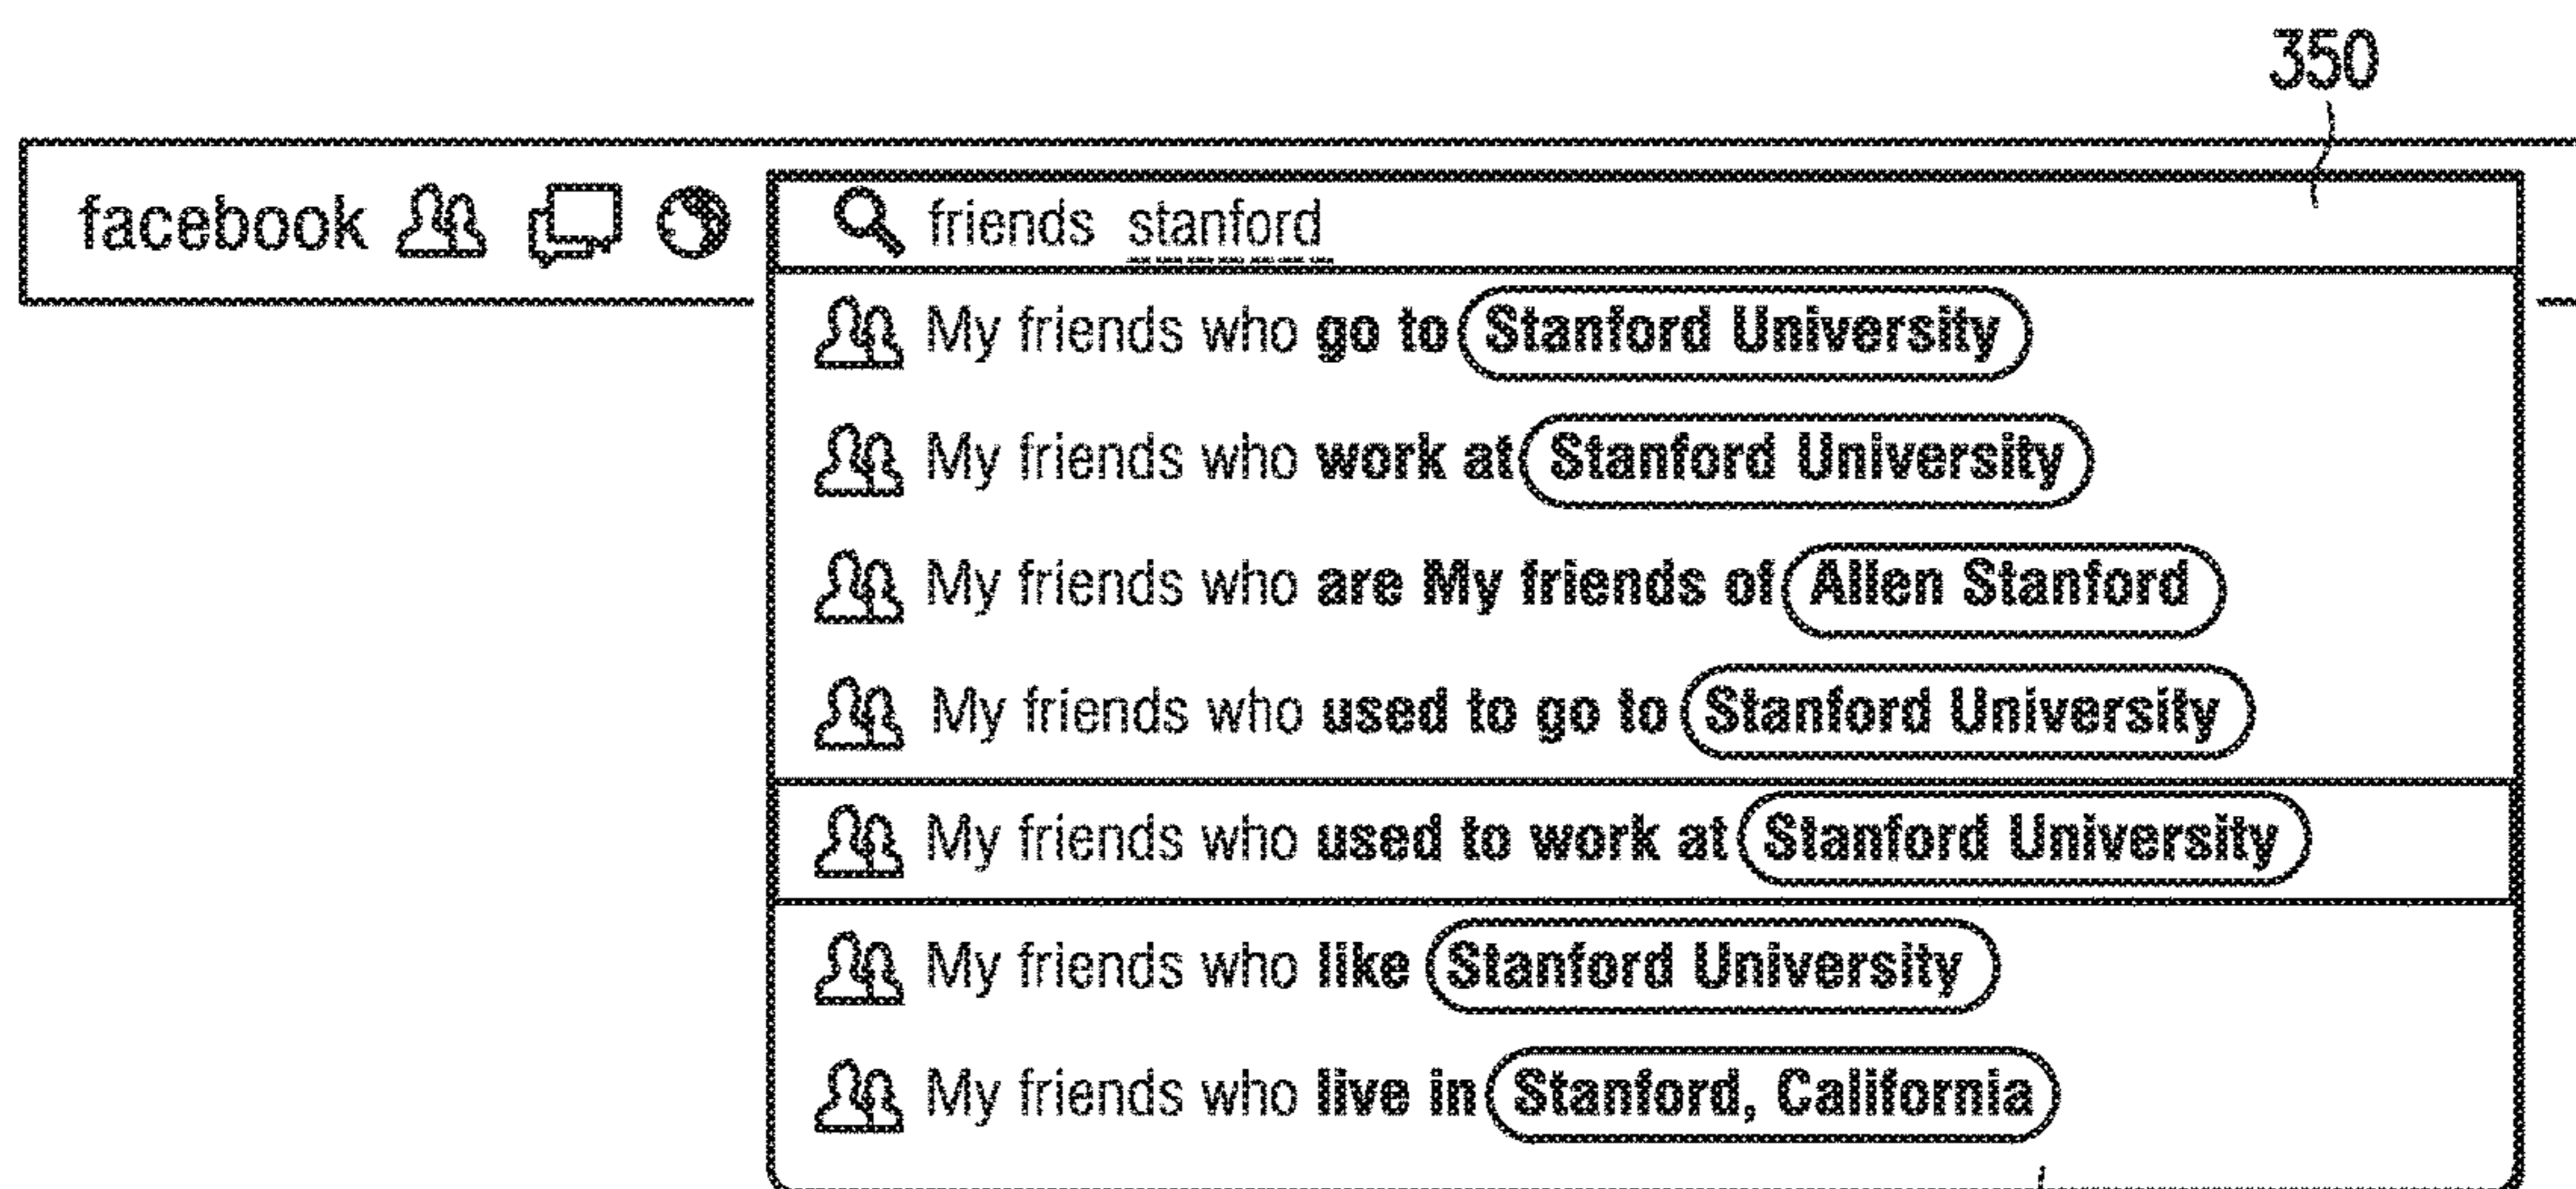 350
facebook friends stanford
My friends who go to Stanford University
My friends who work at Stanford University
My friends who are My friends of Allen Stanford
My friends who used to go to Stanford University
My friends who used to work at Stanford University
My friends who like Stanford University
My friends who live in Stanford, California